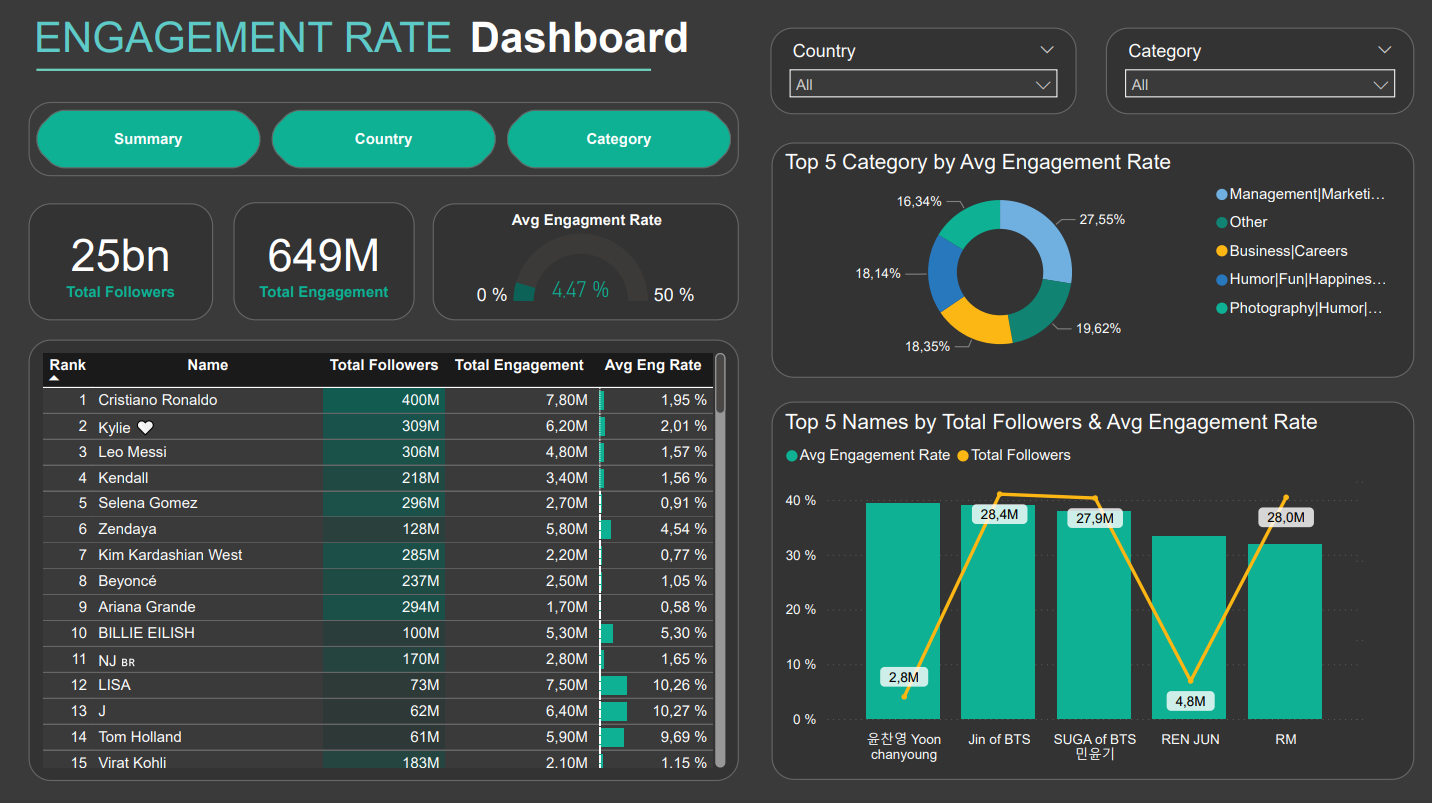 ENGAGEMENT RATE Dashboard
Country
All
Category
All
Summary
Country
Category
25bn
Total Followers
649M
Total Engagement
Avg Engagment Rate
0 %
4.47 %
50 %
Rank Name Total Followers Total Engagement Avg Eng Rate
1 Cristiano Ronaldo 400M 7,80M 1,95 %
2 Kylie 🤍 309M 6,20M 2,01 %
3 Leo Messi 306M 4,80M 1,57 %
4 Kendall 218M 3,40M 1,56 %
5 Selena Gomez 296M 2,70M 0,91 %
6 Zendaya 128M 5,80M 4,54 %
7 Kim Kardashian West 285M 2,20M 0,77 %
8 Beyoncé 237M 2,50M 1,05 %
9 Ariana Grande 294M 1,70M 0,58 %
10 BILLIE EILISH 100M 5,30M 5,30 %
11 NJ BR 170M 2,80M 1,65 %
12 LISA 73M 7,50M 10,26 %
13 J 62M 6,40M 10,27 %
14 Tom Holland 61M 5,90M 9,69 %
15 Virat Kohli 183M 2,10M 1,15 %
Top 5 Category by Avg Engagement Rate
16,34%
27,55%
18,14%
19,62%
18,35%
Management|Marketi…
Other
Business|Careers
Humor|Fun|Happines…
Photography|Humor|…
Top 5 Names by Total Followers & Avg Engagement Rate
Avg Engagement Rate Total Followers
40 %
30 %
20 %
10 %
0 %
2,8M
28,4M
27,9M
4,8M
28,0M
윤찬영 Yoon
chanyoung
Jin of BTS
SUGA of BTS
민윤기
REN JUN
RM